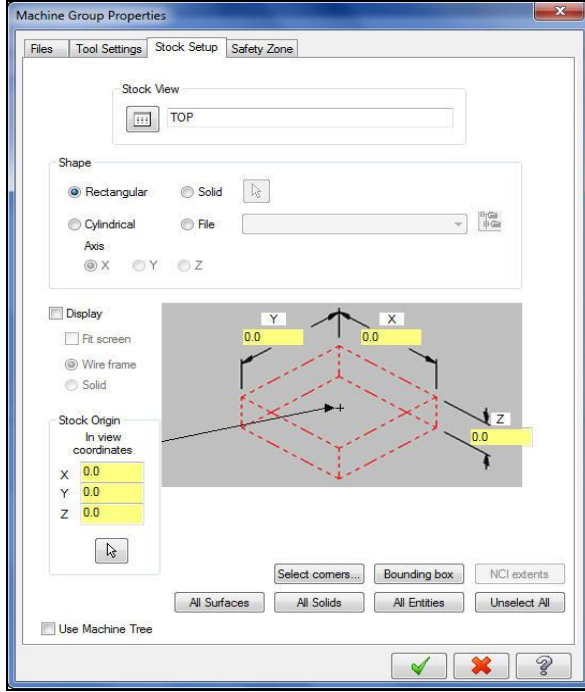 Machine Group Properties
Files Tool Settings Stock Setup Safety Zone
Stock View
TOP
Shape
Rectangular Solid
Cylindrical File
Axis
X Y Z
Display
Fit screen
Wire frame
Solid
Y X
0.0 0.0
Z
0.0
Stock Origin
In view
coordinates
X 0.0
Y 0.0
Z 0.0
Select corners... Bounding box NCI extents
All Surfaces All Solids All Entities Unselect All
Use Machine Tree